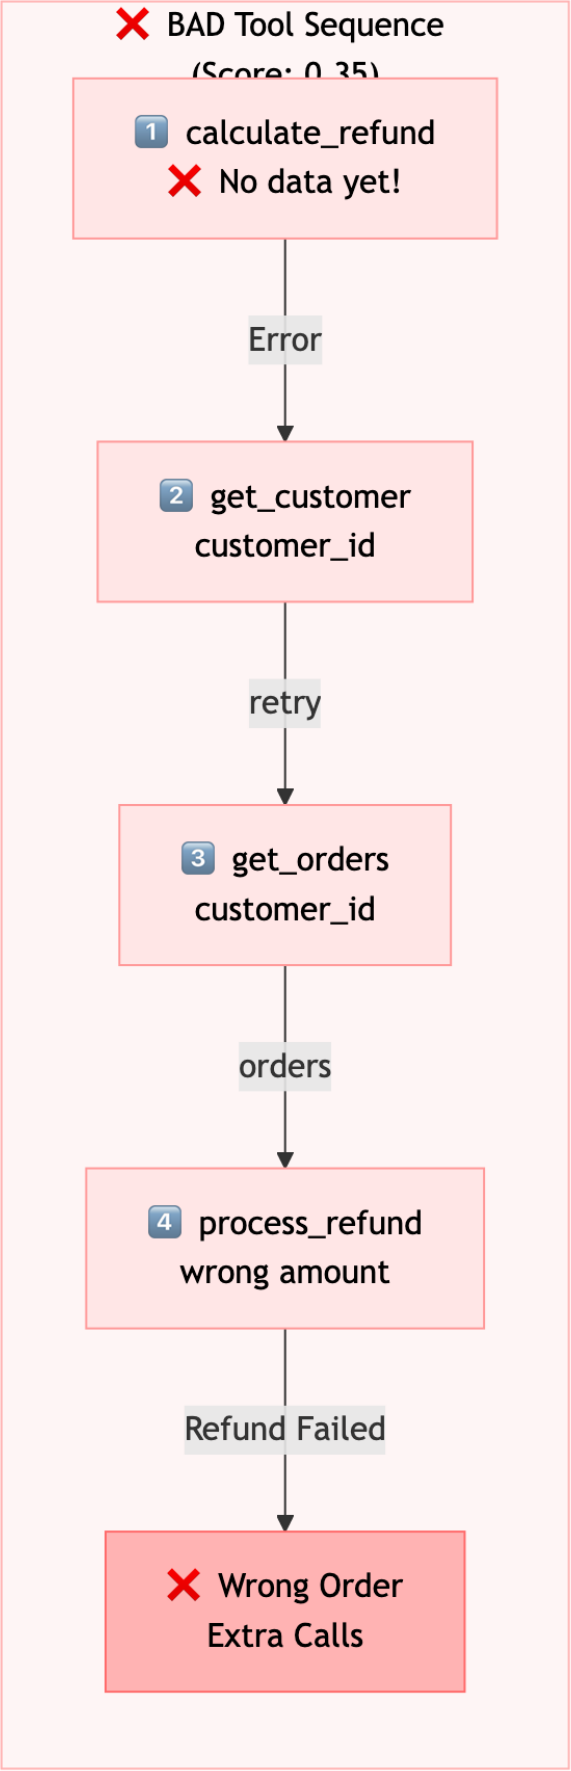 ❌ BAD Tool Sequence
(Score: 0.35)
1️⃣ calculate_refund
❌ No data yet!
Error
2️⃣ get_customer
customer_id
retry
3️⃣ get_orders
customer_id
orders
4️⃣ process_refund
wrong amount
Refund Failed
❌ Wrong Order
Extra Calls